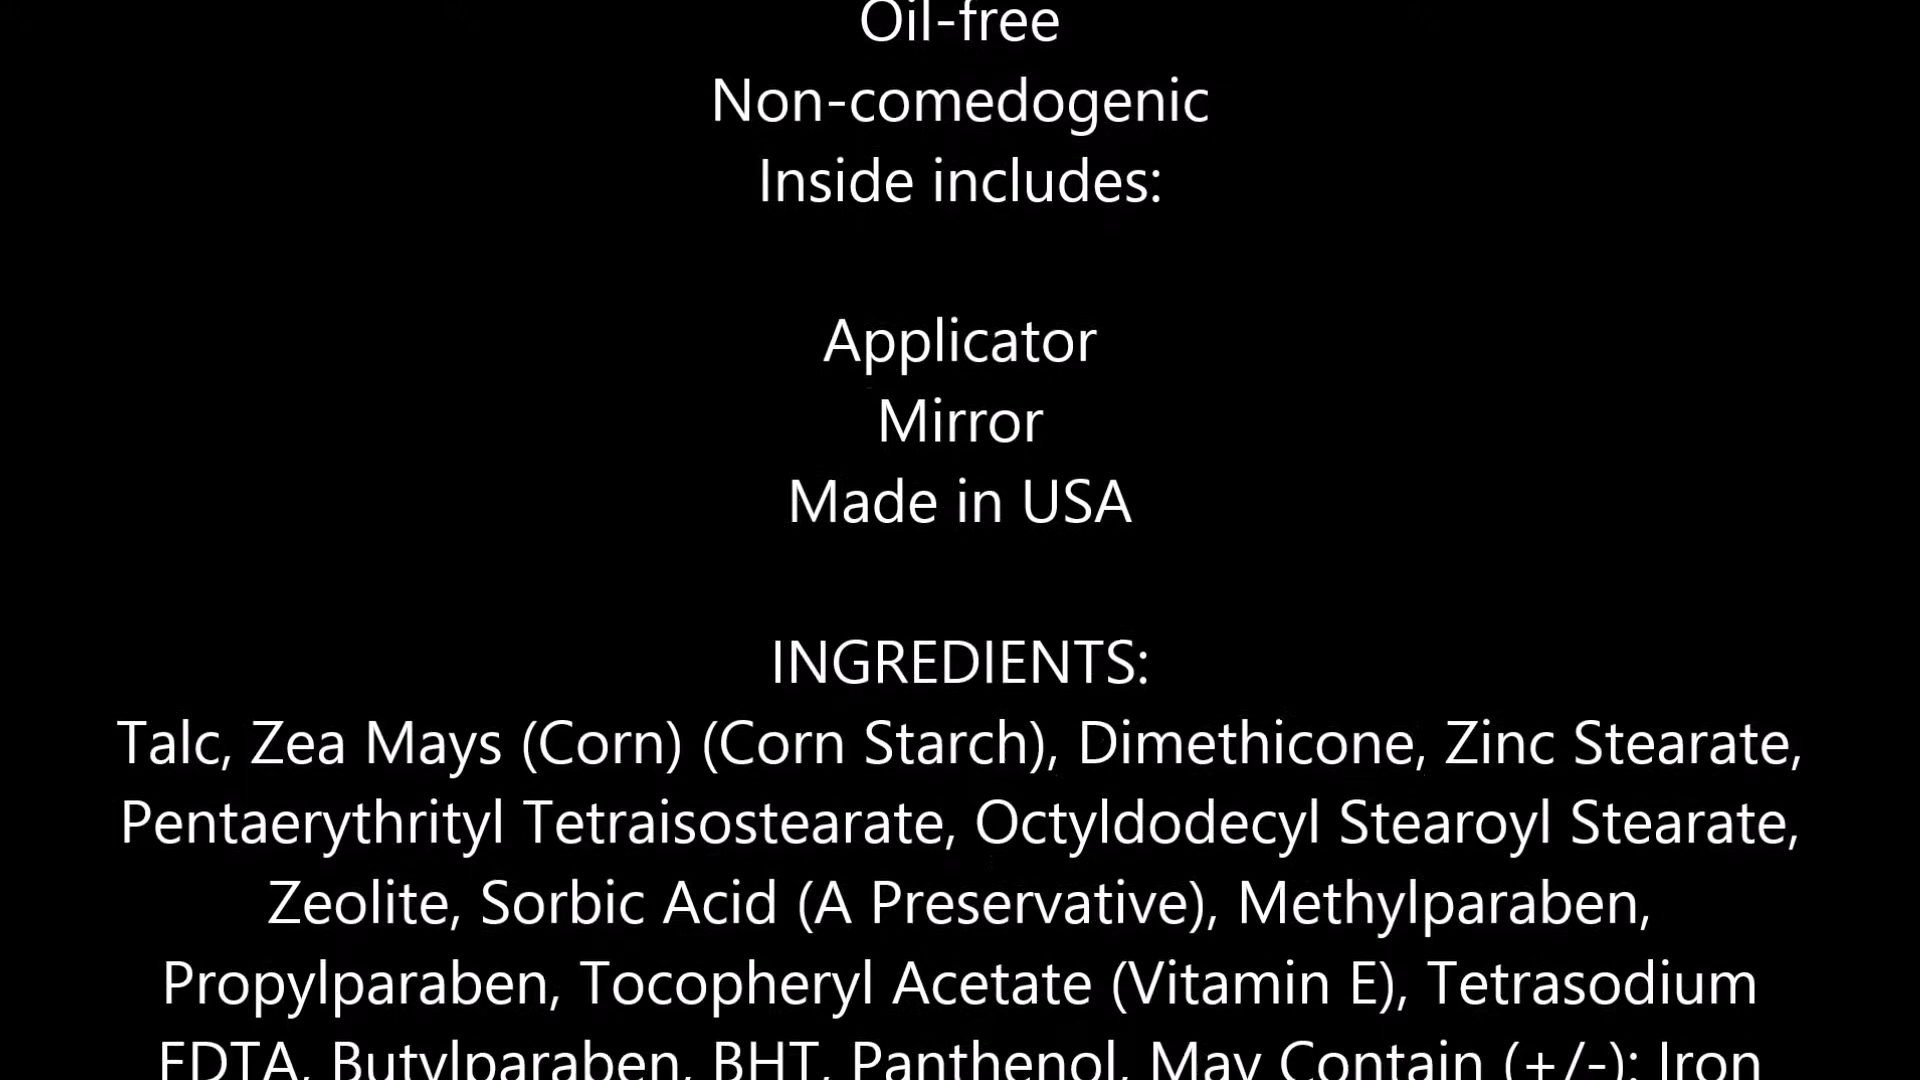 Oil-free
Non-comedogenic
Inside includes:
Applicator
Mirror
Made in USA
INGREDIENTS:
Talc, Zea Mays (Corn) (Corn Starch), Dimethicone, Zinc Stearate,
Pentaerythrityl Tetraisostearate, Octyldodecyl Stearoyl Stearate,
Zeolite, Sorbic Acid (A Preservative), Methylparaben,
Propylparaben, Tocopheryl Acetate (Vitamin E), Tetrasodium
EDTA, Butylparaben, BHT, Panthenol, May Contain (+/-): Iron